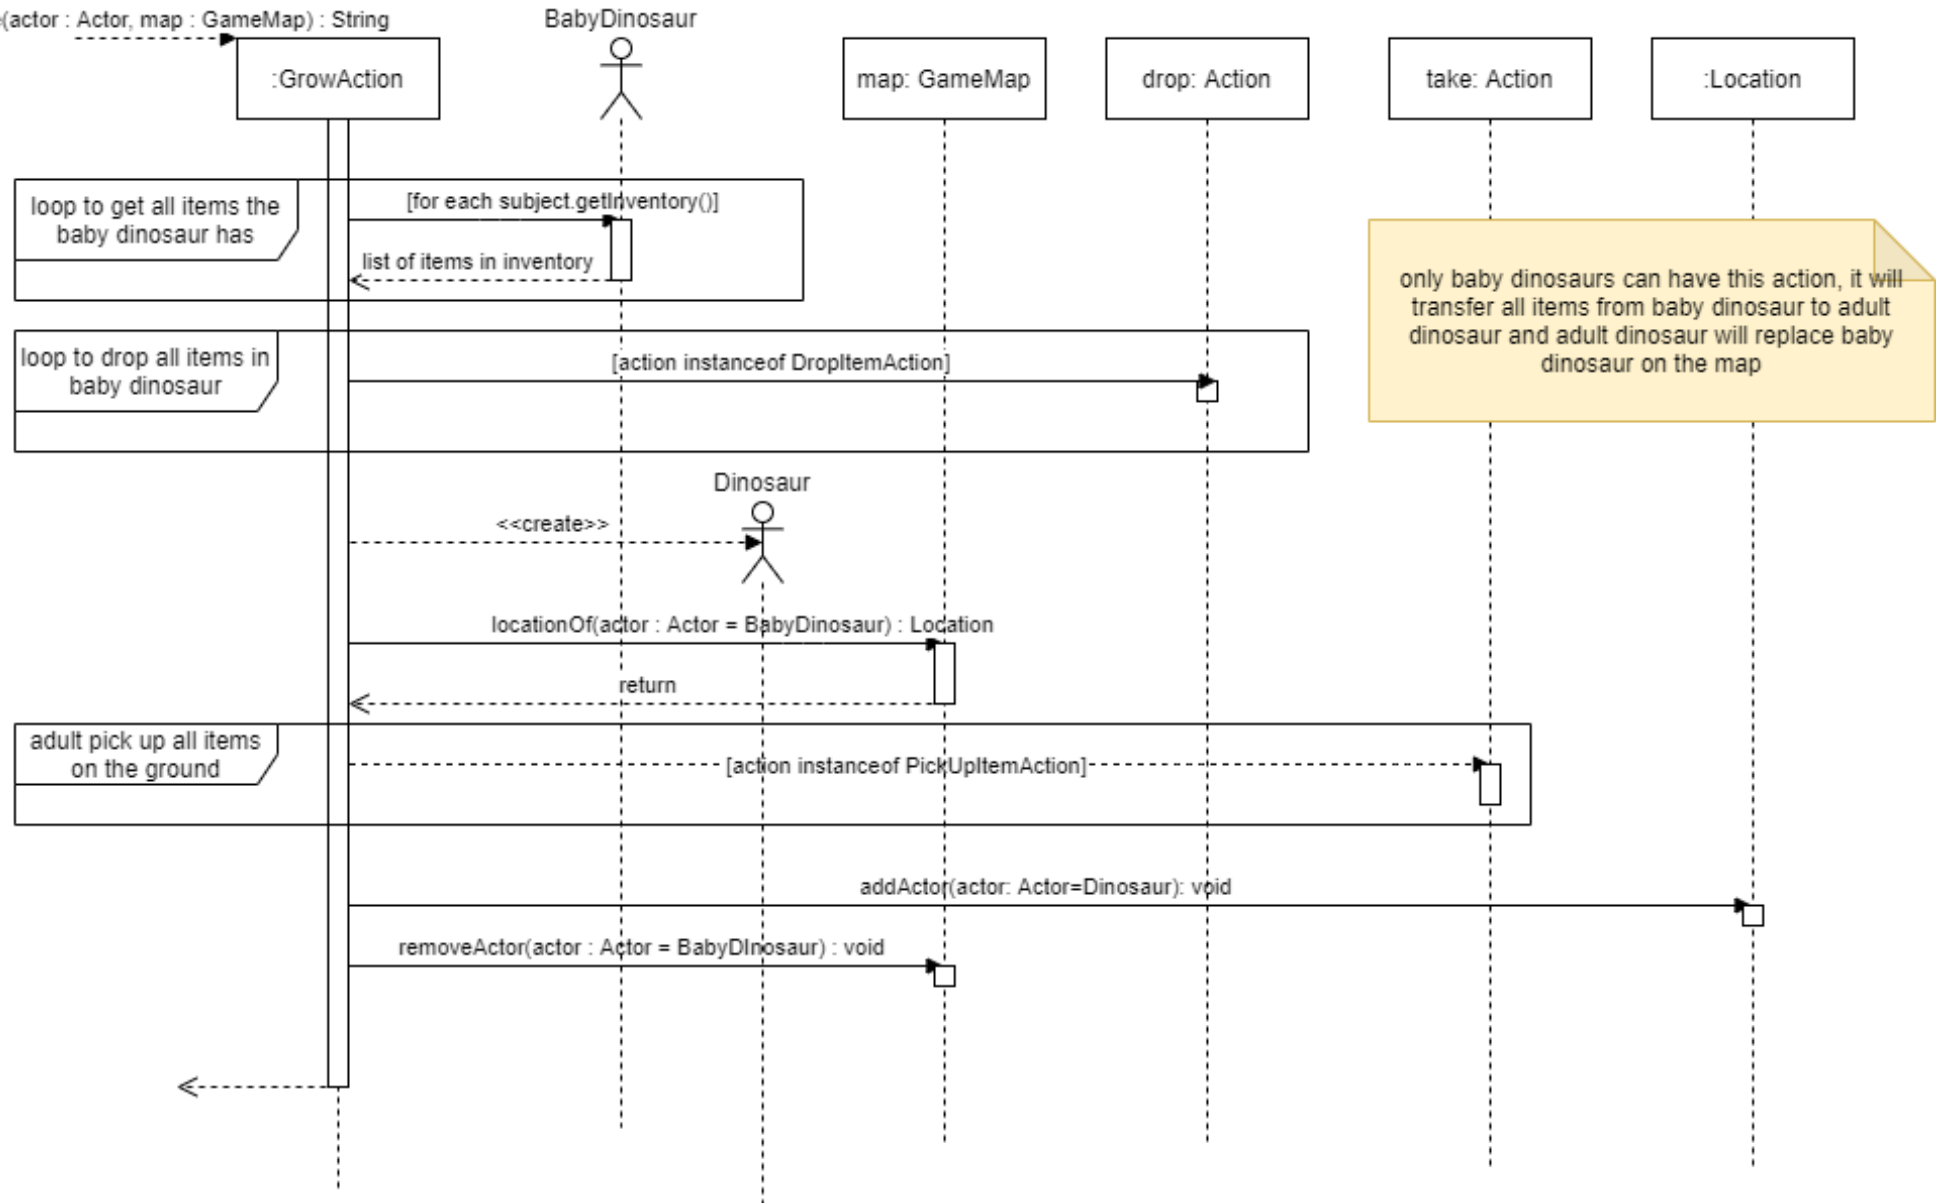 (actor : Actor, map : GameMap) : String
BabyDinosaur
:GrowAction
map: GameMap
drop: Action
take: Action
:Location
loop to get all items the
baby dinosaur has
[for each subject.getInventory()]
list of items in inventory
only baby dinosaurs can have this action, it will
transfer all items from baby dinosaur to adult
dinosaur and adult dinosaur will replace baby
dinosaur on the map
loop to drop all items in
baby dinosaur
[action instanceof DropItemAction]
Dinosaur
<<create>>
locationOf(actor : Actor = BabyDinosaur) : Location
return
adult pick up all items
on the ground
[action instanceof PickUpItemAction]
addActor(actor: Actor=Dinosaur): void
removeActor(actor : Actor = BabyDInosaur) : void